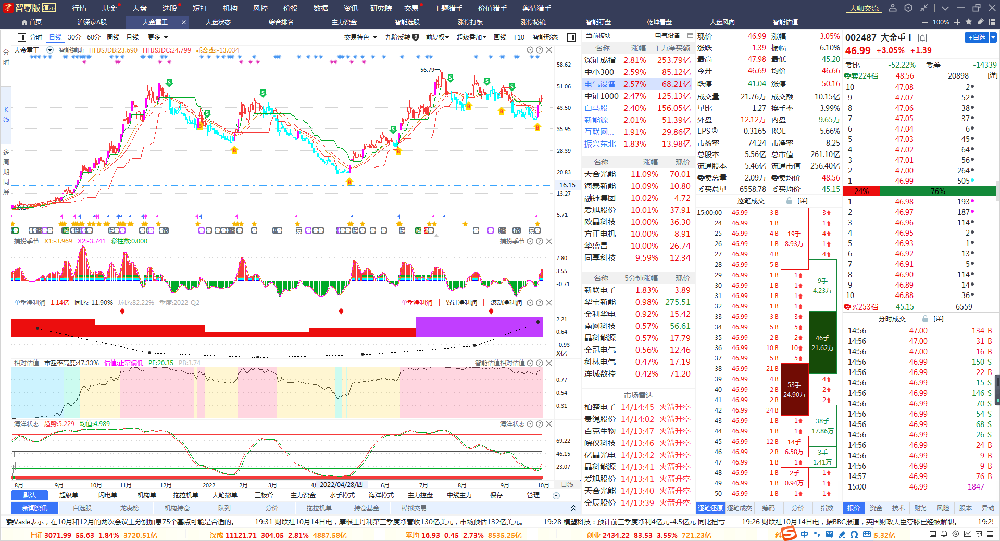 智尊版 演示 行情 基金 大盘 选股 短打 机构 风控 价投 数据 资讯 研究院 交易 主题猎手 价值猎手 舆情猎手 大咖交流
首页 沪深京A股 大金重工 大盘状态 综合排名 主力资金 智能选股 涨停打板 涨停棱镜 智能盯盘 乾坤看盘 大盘风向 智能估值 100%
分时 日线 30分 60分 周线 月线 更多 交易特色 九阶反转 9 前复权 超级叠加 画线 F10 智能形态
大金重工 智能辅助 HHJSJDB:23.690 HHJSJDC:24.799 乖离率:-13.034
分时
K线
多周期同屏
56.79
58.62
51.06
43.50
35.95
28.39
20.83
16.15
13.27
5.71
捕捞季节 X1:-3.969 X2:-3.741 彩柱数:0.000 捕捞季节
7.80
3.55
-0.71
单季净利润 1.14亿 同比:-11.90% 环比:82.22% 季度:2022-Q2 单季净利润 累计净利润 滚动净利润
2.21
0.64
-0.93
X亿
相对估值 市盈率高度:47.33% 估值:正常偏低 PE:20.35 PB:3.74 智能估值相对估值
0.77
0.54
0.31
海洋状态 趋势:5.229 均值:4.989 海洋状态
69.22
46.15
23.07
8月 9月 10月 11月 12月 2022 2月 3月 2022/04/28/四 6月 7月 8月 9月 10月 日线
默认 超级单 闪电单 机构单 拖拉机单 大笔撤单 三板斧 主力资金 水手模式 海洋模式 主力控盘 中线主力 保存 管理
新闻资讯 自选股 龙虎榜 机构持仓 队列 分价 拖拉机单 持仓基金 模拟交易
当前板块 电气设备
名称 涨幅 主力净买额
深证成指 2.81% 253.79亿
中小300 2.59% 85.12亿
电气设备 2.57% 68.21亿
中证1000 2.47% 125.13亿
白马股 2.40% 156.05亿
新能源 2.01% 51.39亿
互联网... 1.91% 29.86亿
振兴东北 1.83% 13.98亿
名称 涨幅 现价
天合光能 11.09% 70.01
海泰新能 10.09% 10.80
融钰集团 10.02% 4.72
爱旭股份 10.01% 37.91
欧晶科技 10.00% 36.30
方正电机 10.00% 8.91
华盛昌 10.00% 26.74
同享科技 9.59% 12.34
名称 5分钟涨幅 现价
新联电子 1.83% 3.89
华宝新能 0.98% 275.51
金利华电 0.92% 15.42
南网科技 0.57% 56.61
晶科能源 0.57% 17.79
金冠电气 0.56% 12.46
科林电气 0.47% 17.19
连城数控 0.42% 71.20
市场雷达
柏楚电子 14/14:45 火箭升空
贵绳股份 14/14:02 火箭升空
百克生物 14/13:47 火箭升空
皖仪科技 14/13:46 火箭升空
亿晶光电 14/13:42 火箭升空
晶科能源 14/13:41 火箭升空
爱旭股份 14/13:41 火箭升空
天合光能 14/13:40 火箭升空
金辰股份 14/13:39 火箭升空
现价 46.99 涨幅 3.05%
涨跌 1.39 振幅 6.10%
最高 47.98 最低 45.20
今开 46.69 均价 46.66
跌停 41.04 涨停 50.16
成交量 21.76万 成交额 10.15亿
量比 1.27 换手率 3.99%
外盘 12.12万 内盘 9.65万
EPS② 0.3165 ROE 5.66%
市盈率 74.24 市净率 8.25
总股本 5.56亿 总市值 261.10亿
流通股本 5.46亿 流通市值 256.40亿
委卖总量 2.09万 委卖均价 48.56
委买总量 6558.78 委买均价 45.15
逐笔成交 [详]
15:00:00 46.99 3 B 3
24 46.99 1 B 1
25 46.99 4 B 4
26 46.99 1 B 1
27 46.99 4 B 4
28 46.99 5 B
29 46.99 1 B 1
30 46.99 1 B 1
31 46.99 1 B 1
32 46.99 1 B 1
33 46.99 3 B 3
34 46.99 5 B 5
35 46.99 2 B 2
36 46.99 10 B 10
37 46.99 5 B 5
38 46.99 21 B
39 46.99 4 B 4
40 46.99 2 B 2
41 46.99 2 B 2
42 46.99 24 B
43 46.99 1 B 1
44 46.99 1 B 1
45 46.99 12 B
46 46.99 2 B
47 46.99 1 B 1
48 46.99 1 B 1
49 46.99 1 B 1
50 46.99 1 B 1 1
19手
8.93万
9手
4.23万
46手
21.62万
53手
24.90万
38手
17.86万
14手
6.58万
3手
1.41万
2手
0.94万
逐笔还原 逐笔成交 筹码 分价 指数
002487 大金重工 +自选
46.99 +3.05% +1.39
委比 -52.22% 委差 -14339
委卖224档 48.56 20898 [详]
10 47.08 2
9 47.07 52
8 47.06 38
7 47.05 37
6 47.04 6
5 47.03 45
4 47.02 64
3 47.01 56
2 47.00 264
1 46.99 505
24% 76%
1 46.98 193
2 46.97 187
3 46.96 114
4 46.95 2
5 46.93 1
6 46.92 13
7 46.91 5
8 46.90 114
9 46.89 14
10 46.88 36
委买253档 45.15 6559
分时成交 [详]
14:56 47.00 134 B
14:56 47.00 31 B
14:56 47.00 16 B
14:56 46.99 150 S
14:56 46.99 22 B
14:56 46.99 15 S
14:56 46.99 146 S
14:56 46.99 70 S
14:56 46.99 54 S
14:56 46.99 68 S
14:56 46.99 26 S
14:56 46.99 24 B
14:56 46.99 9 B
14:56 46.99 9 B
14:57 46.99 76 B
15:00 46.99 1847
报价 资金 技术 财务 风险 股本 异动
委Vasle表示，在10月和12月的两次会议上分别加息75个基点可能是合适的。 19:31 财联社10月14日电，摩根士丹利第三季度净营收130亿美元，市场预估132亿美元。 19:28 模塑科技：预计前三季度净利4亿元-4.5亿元 同比扭亏 19:26 财联社10月14日电，据BBC报道，英国财政大臣夸滕已经被解职。
上证 3071.99 55.63 1.84% 3720.51亿 深成 11121.71 304.05 2.81% 4887.58亿 平均 16.93 0.45 2.73% 8535.25亿 创业 2434.22 83.53 3.55% 721.23亿 科 中 5.32亿